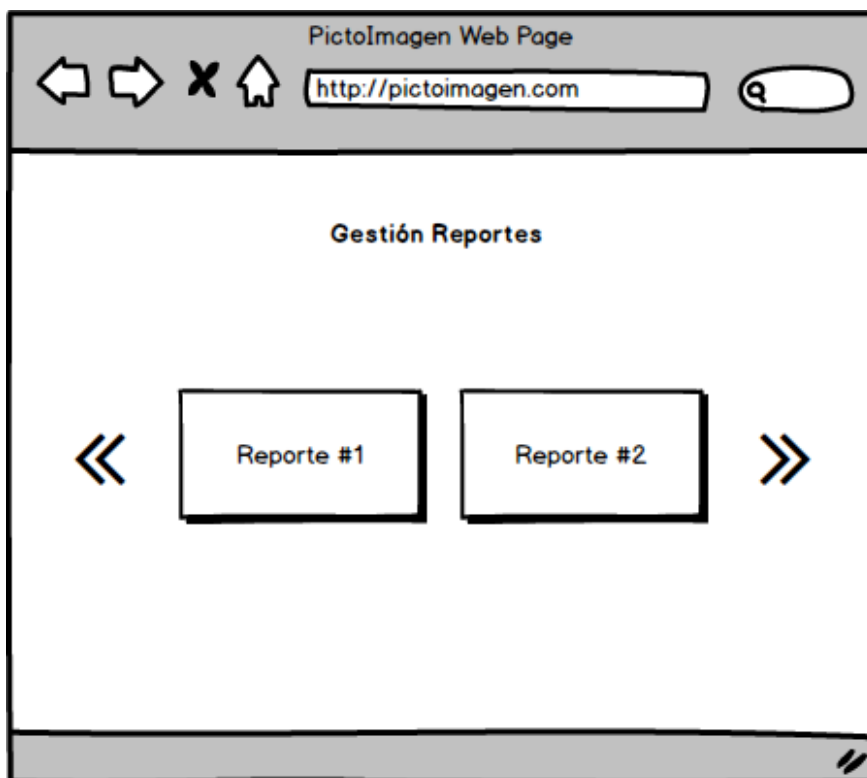 PictoImagen Web Page
http://pictoimagen.com
Gestión Reportes
Reporte #1
Reporte #2